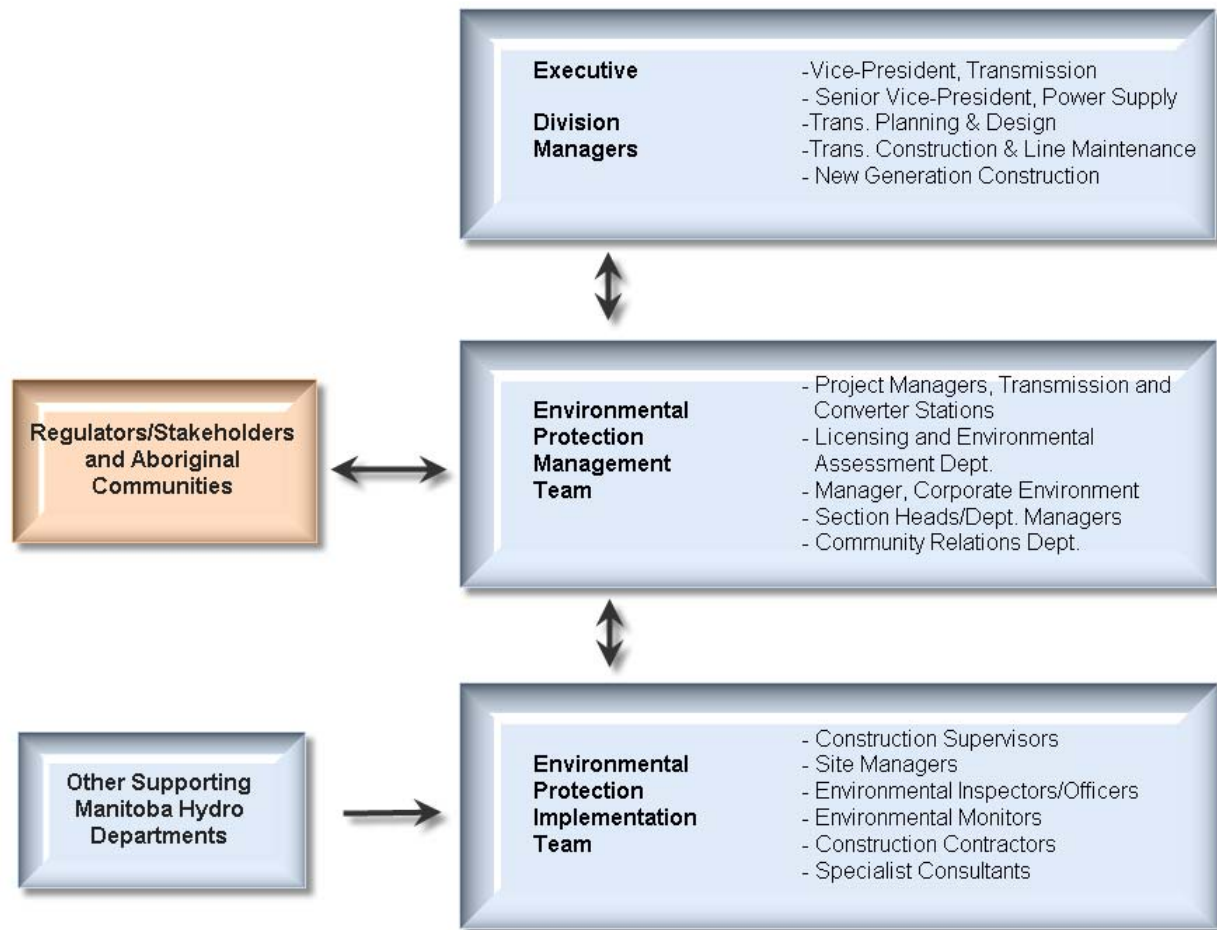 Executive -Vice-President, Transmission
- Senior Vice-President, Power Supply
Division -Trans. Planning & Design
Managers -Trans. Construction & Line Maintenance
- New Generation Construction
Regulators/Stakeholders
and Aboriginal
Communities
- Project Managers, Transmission and
Environmental Converter Stations
Protection - Licensing and Environmental
Management Assessment Dept.
Team - Manager, Corporate Environment
- Section Heads/Dept. Managers
- Community Relations Dept.
Other Supporting
Manitoba Hydro
Departments
- Construction Supervisors
Environmental - Site Managers
Protection - Environmental Inspectors/Officers
Implementation - Environmental Monitors
Team - Construction Contractors
- Specialist Consultants